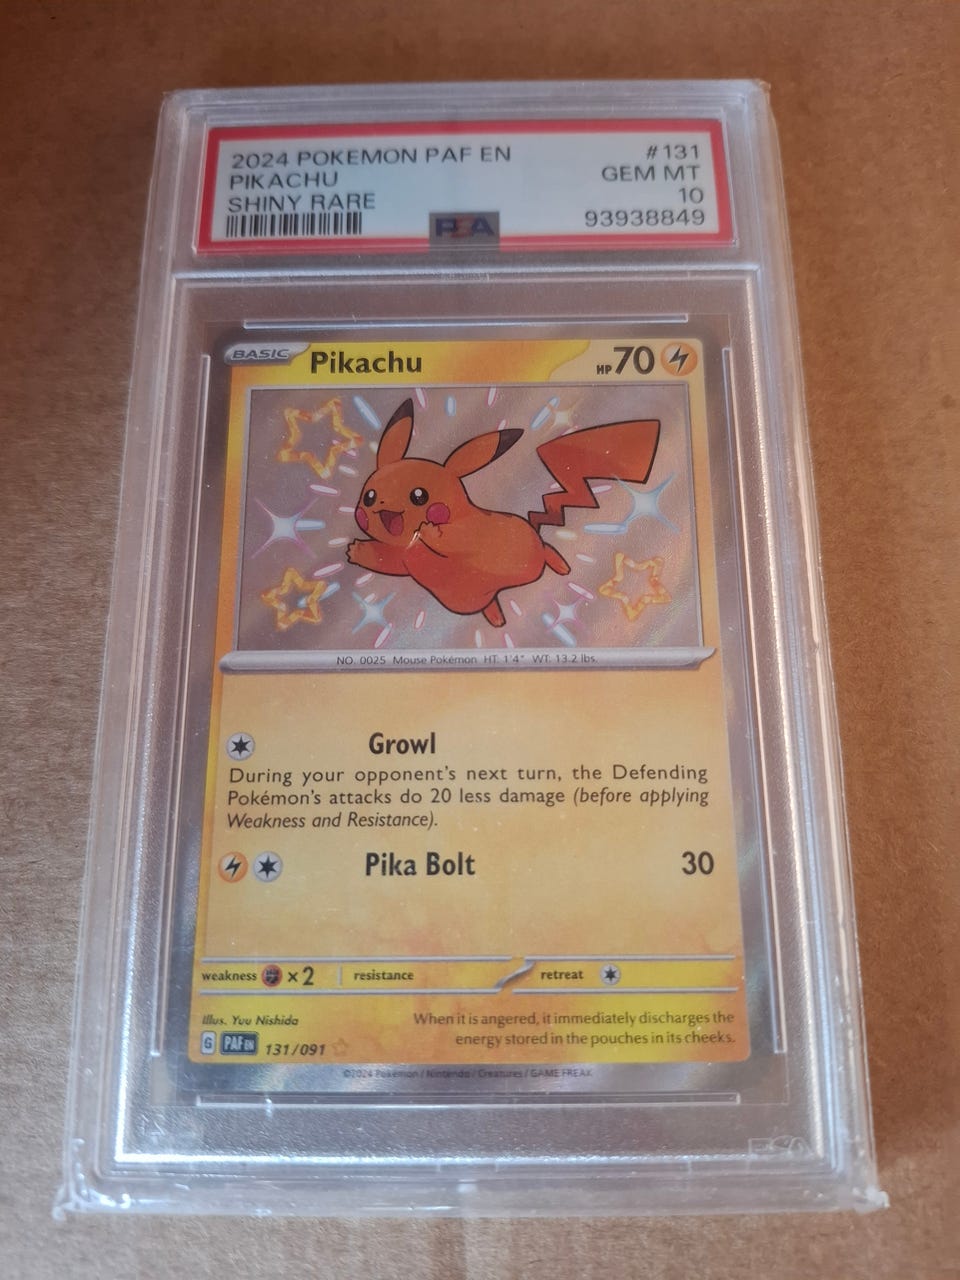 2024 POKEMON PAF EN #131
PIKACHU GEM MT
SHINY RARE 10
PSA 93938849
BASIC Pikachu HP 70
NO. 0025 Mouse Pokémon HT: 1'4" WT: 13.2 lbs.
Growl
During your opponent's next turn, the Defending
Pokémon's attacks do 20 less damage (before applying
Weakness and Resistance).
Pika Bolt 30
weakness ×2 resistance retreat
Illus. Yuu Nishida
When it is angered, it immediately discharges the
energy stored in the pouches in its cheeks.
G PAF EN 131/091
©2024 Pokémon / Nintendo / Creatures / GAME FREAK
PSA